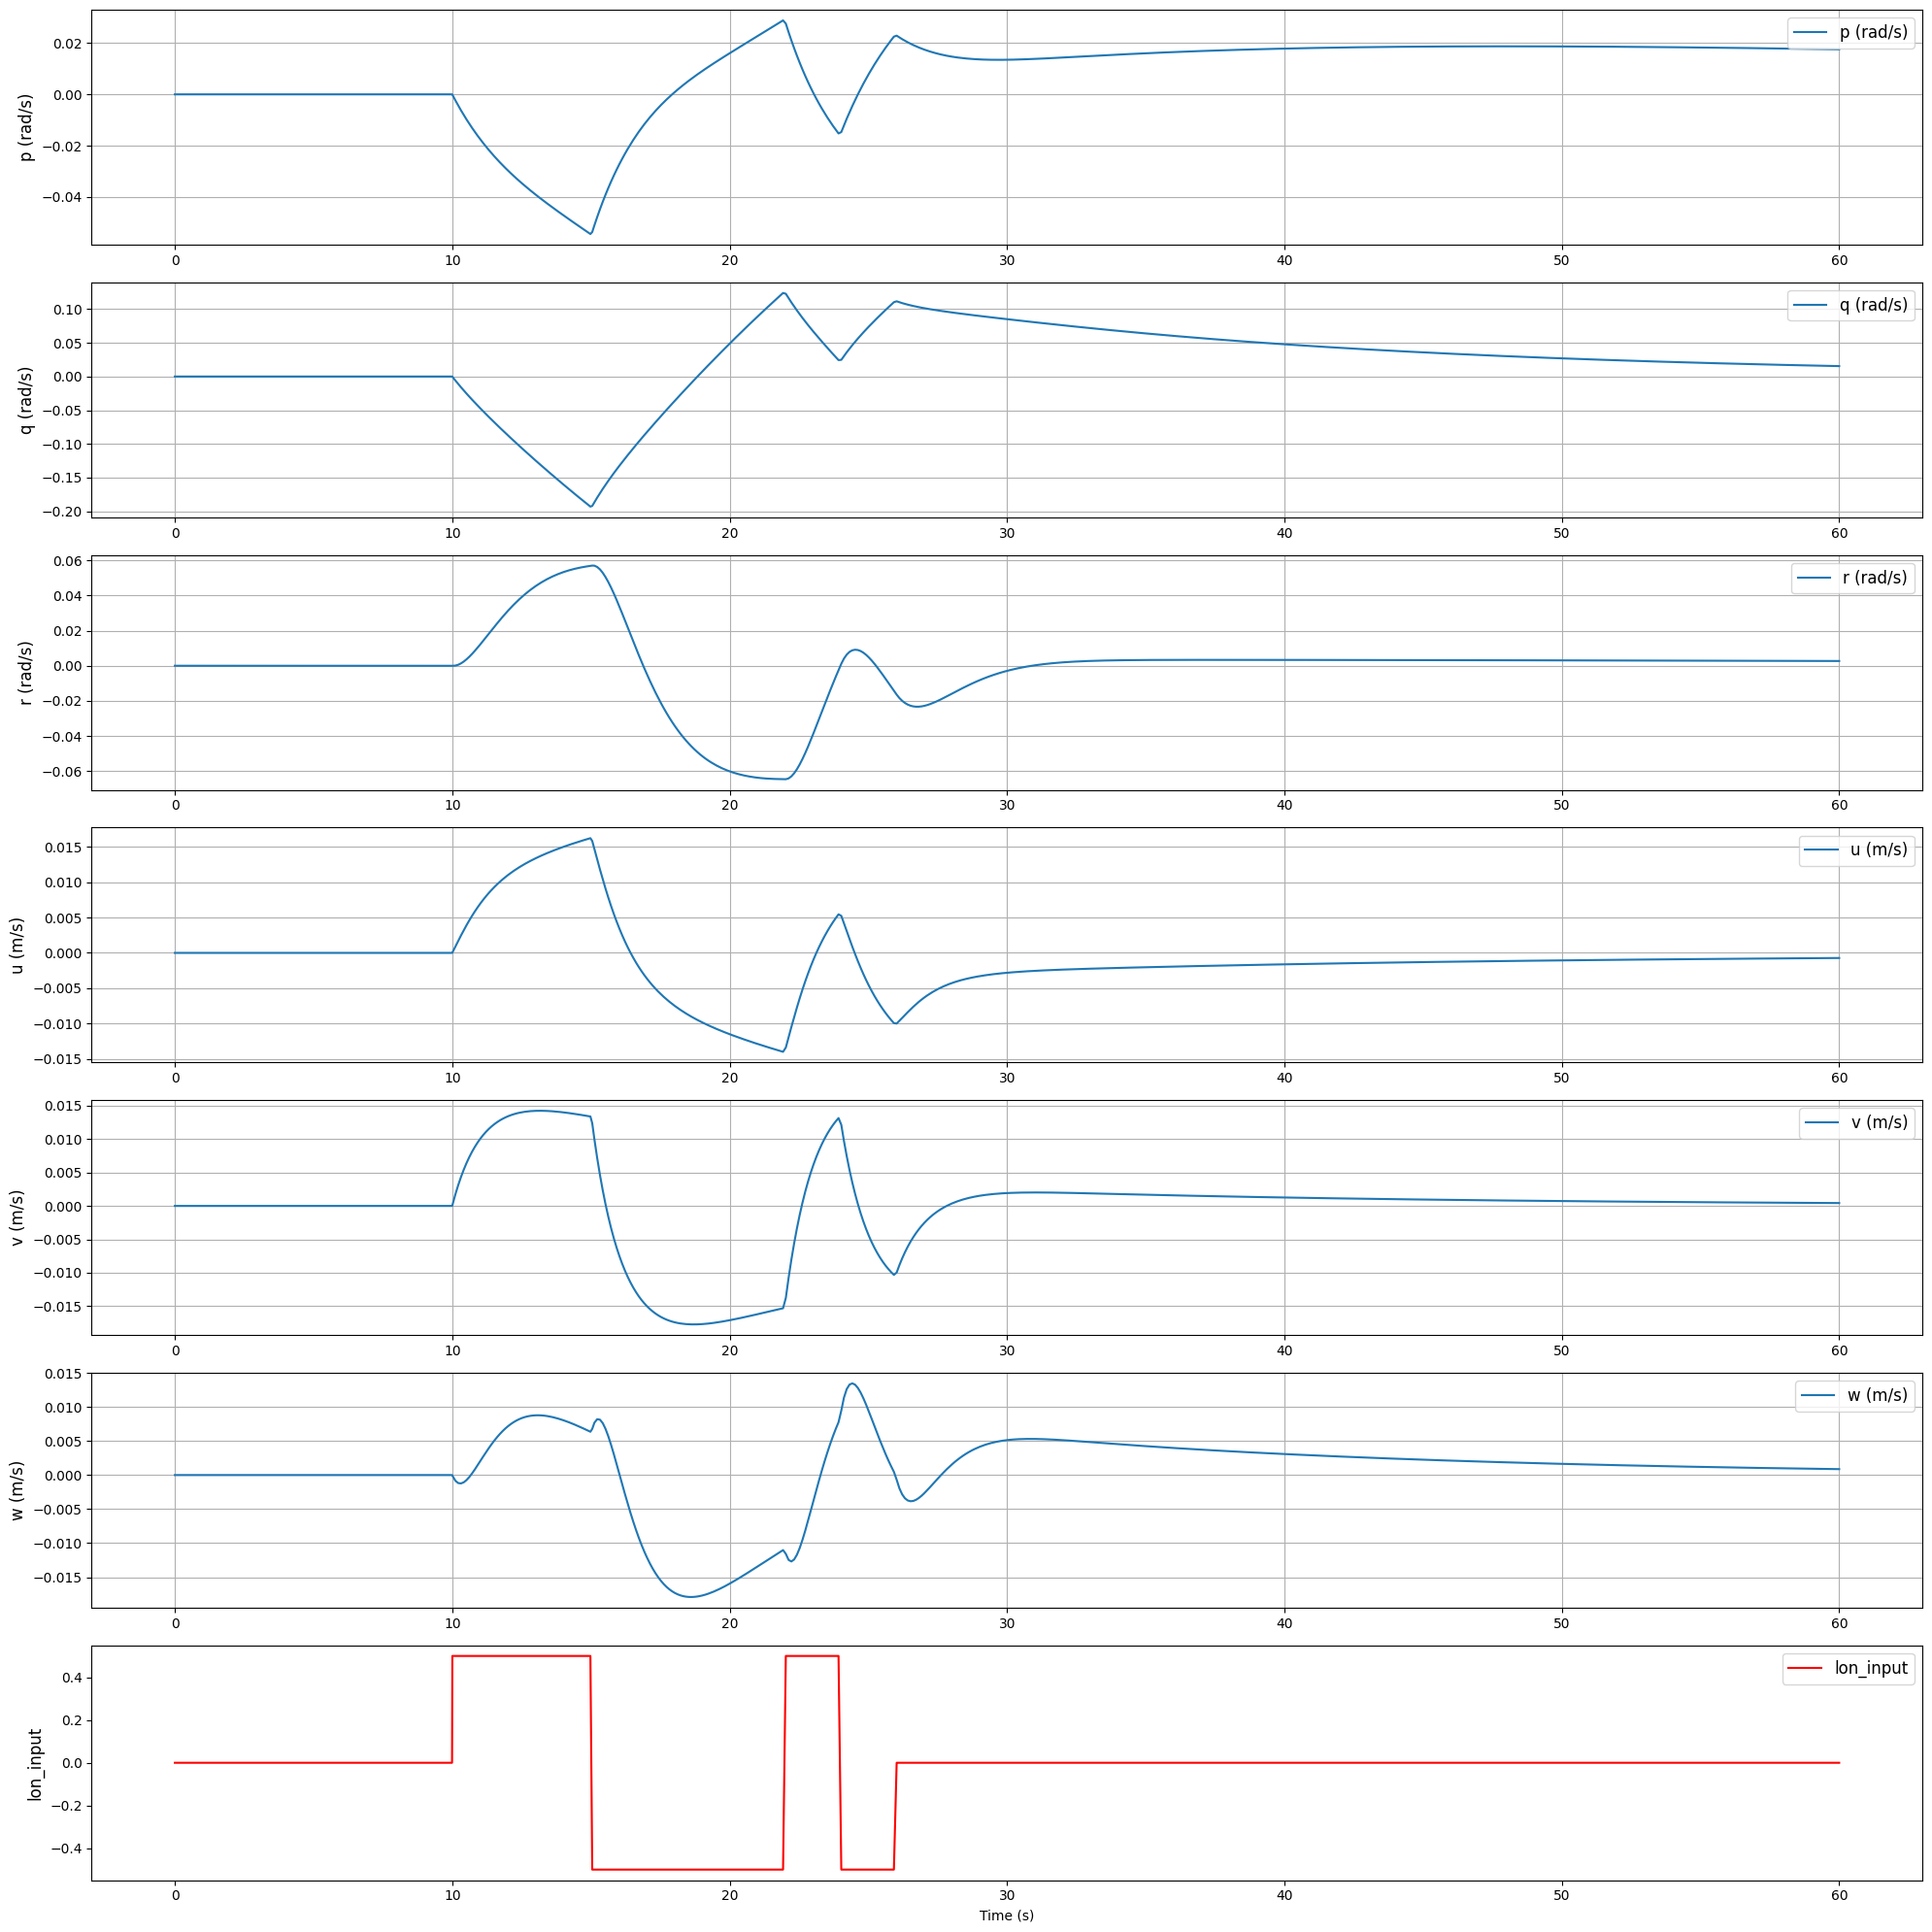 p (rad/s)
0.02
0.00
−0.02
−0.04
p (rad/s)
0 10 20 30 40 50 60
q (rad/s)
0.10
0.05
0.00
−0.05
−0.10
−0.15
−0.20
q (rad/s)
0 10 20 30 40 50 60
r (rad/s)
0.06
0.04
0.02
0.00
−0.02
−0.04
−0.06
r (rad/s)
0 10 20 30 40 50 60
u (m/s)
0.015
0.010
0.005
0.000
−0.005
−0.010
−0.015
u (m/s)
0 10 20 30 40 50 60
v (m/s)
0.015
0.010
0.005
0.000
−0.005
−0.010
−0.015
v (m/s)
0 10 20 30 40 50 60
w (m/s)
0.015
0.010
0.005
0.000
−0.005
−0.010
−0.015
w (m/s)
0 10 20 30 40 50 60
lon_input
0.4
0.2
0.0
−0.2
−0.4
lon_input
0 10 20 30 40 50 60
Time (s)